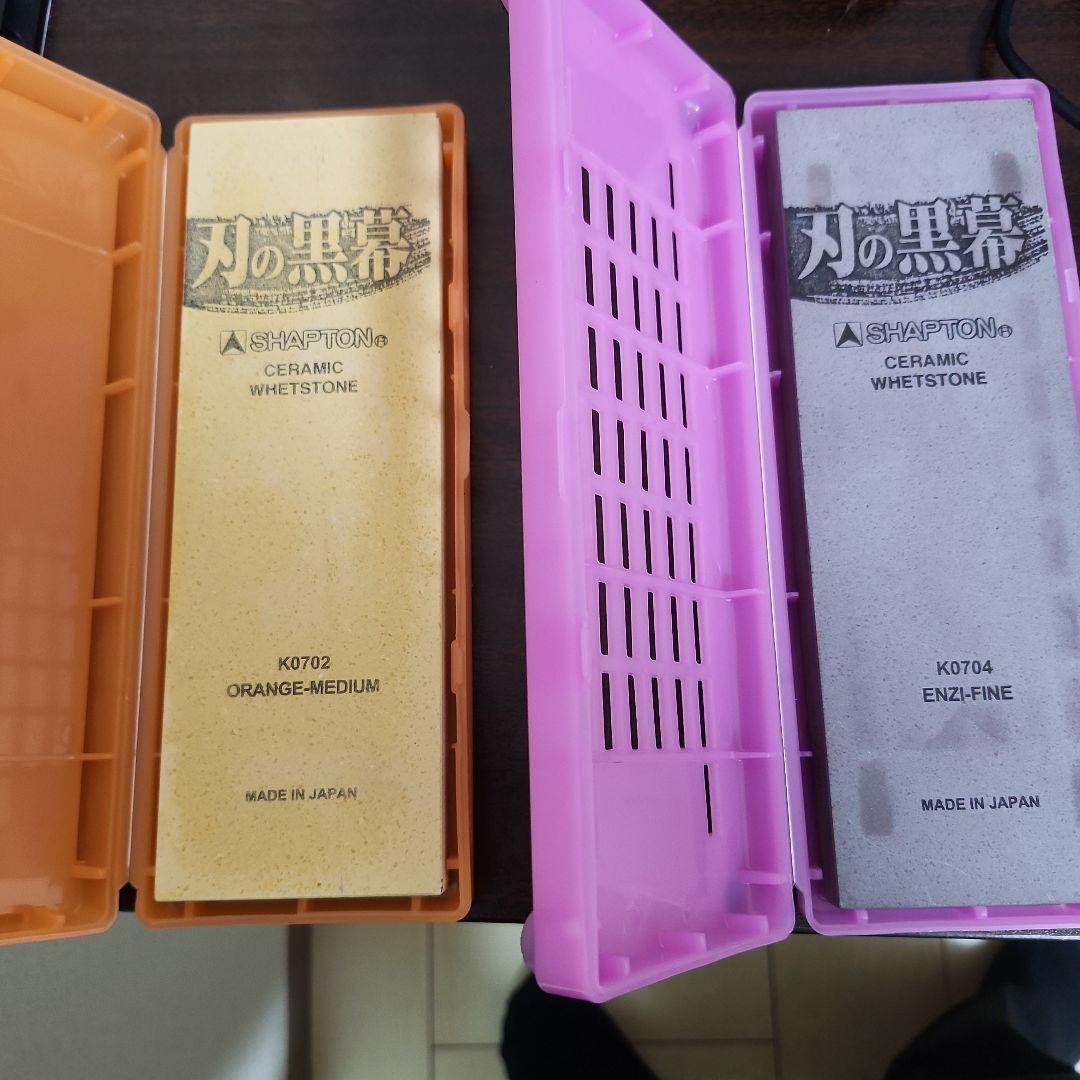 刃の黒幕
SHAPTON®
CERAMIC
WHETSTONE
K0702
ORANGE-MEDIUM
MADE IN JAPAN
刃の黒幕
SHAPTON®
CERAMIC
WHETSTONE
K0704
ENZI-FINE
MADE IN JAPAN